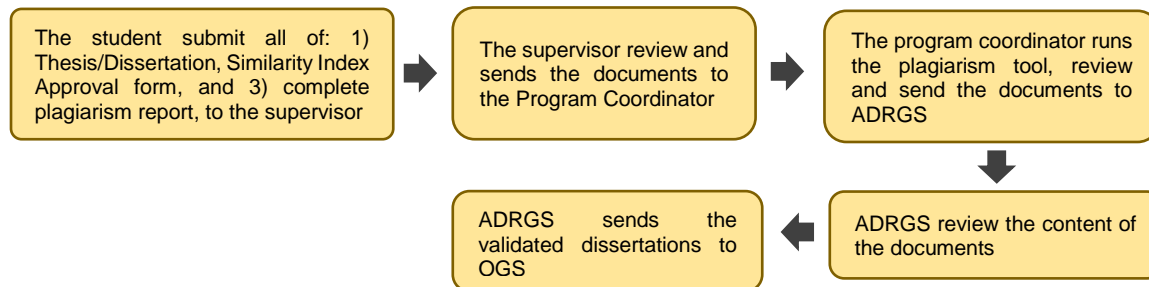 The student submit all of: 1)
Thesis/Dissertation, Similarity Index
Approval form, and 3) complete
plagiarism report, to the supervisor
The supervisor review and
sends the documents to
the Program Coordinator
The program coordinator runs
the plagiarism tool, review
and send the documents to
ADRGS
ADRGS review the content of
the documents
ADRGS sends the
validated dissertations to
OGS